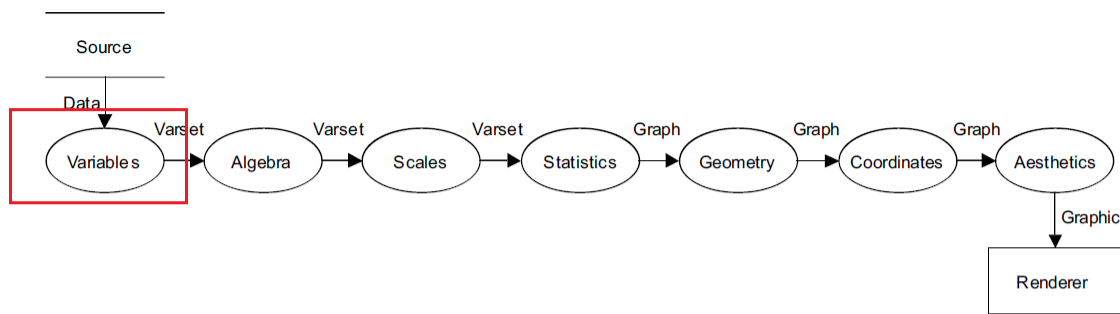 Source
Data
Varset
Varset
Varset
Graph
Graph
Graph
Variables
Algebra
Scales
Statistics
Geometry
Coordinates
Aesthetics
Graphic
Renderer